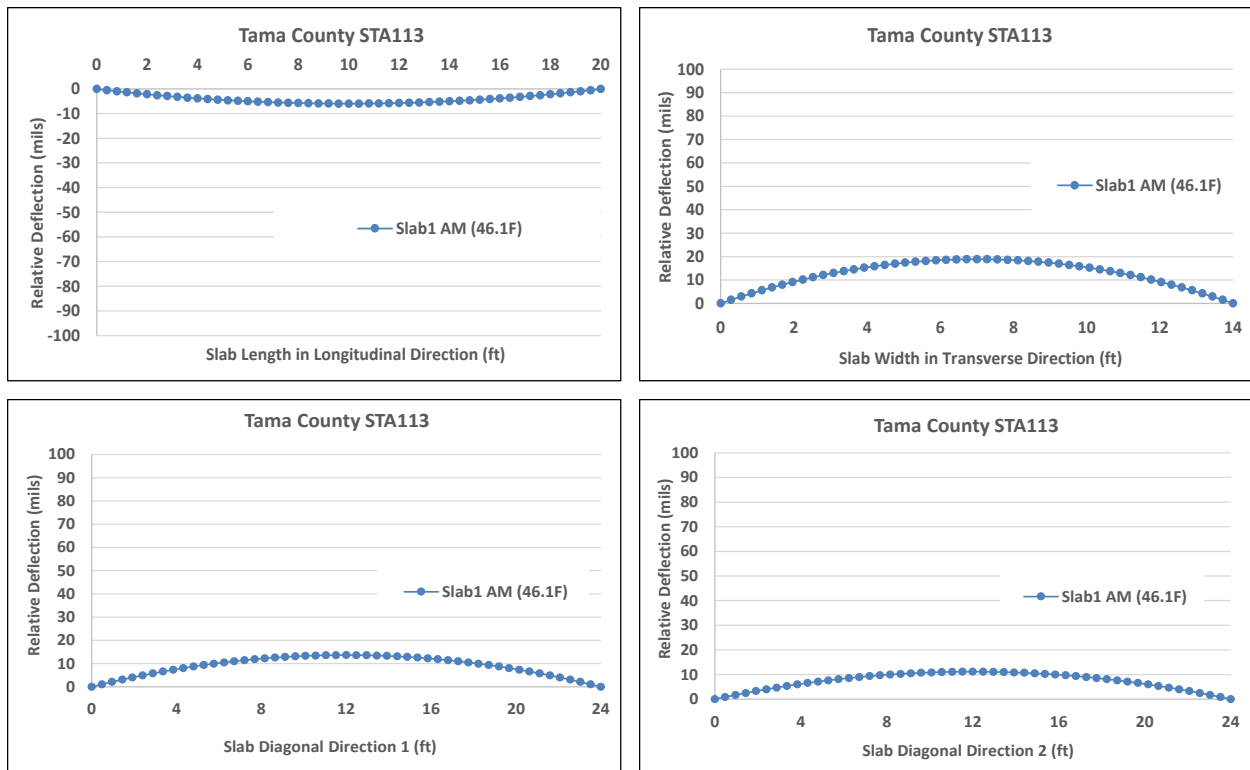 Tama County STA113
0 2 4 6 8 10 12 14 16 18 20
0
-10
-20
-30
-40
-50
-60
-70
-80
-90
-100
Relative Deflection (mils)
Slab1 AM (46.1F)
Slab Length in Longitudinal Direction (ft)
Tama County STA113
100
90
80
70
60
50
40
30
20
10
0
Relative Deflection (mils)
Slab1 AM (46.1F)
0 2 4 6 8 10 12 14
Slab Width in Transverse Direction (ft)
Tama County STA113
100
90
80
70
60
50
40
30
20
10
0
Relative Deflection (mils)
Slab1 AM (46.1F)
0 4 8 12 16 20 24
Slab Diagonal Direction 1 (ft)
Tama County STA113
100
90
80
70
60
50
40
30
20
10
0
Relative Deflection (mils)
Slab1 AM (46.1F)
0 4 8 12 16 20 24
Slab Diagonal Direction 2 (ft)